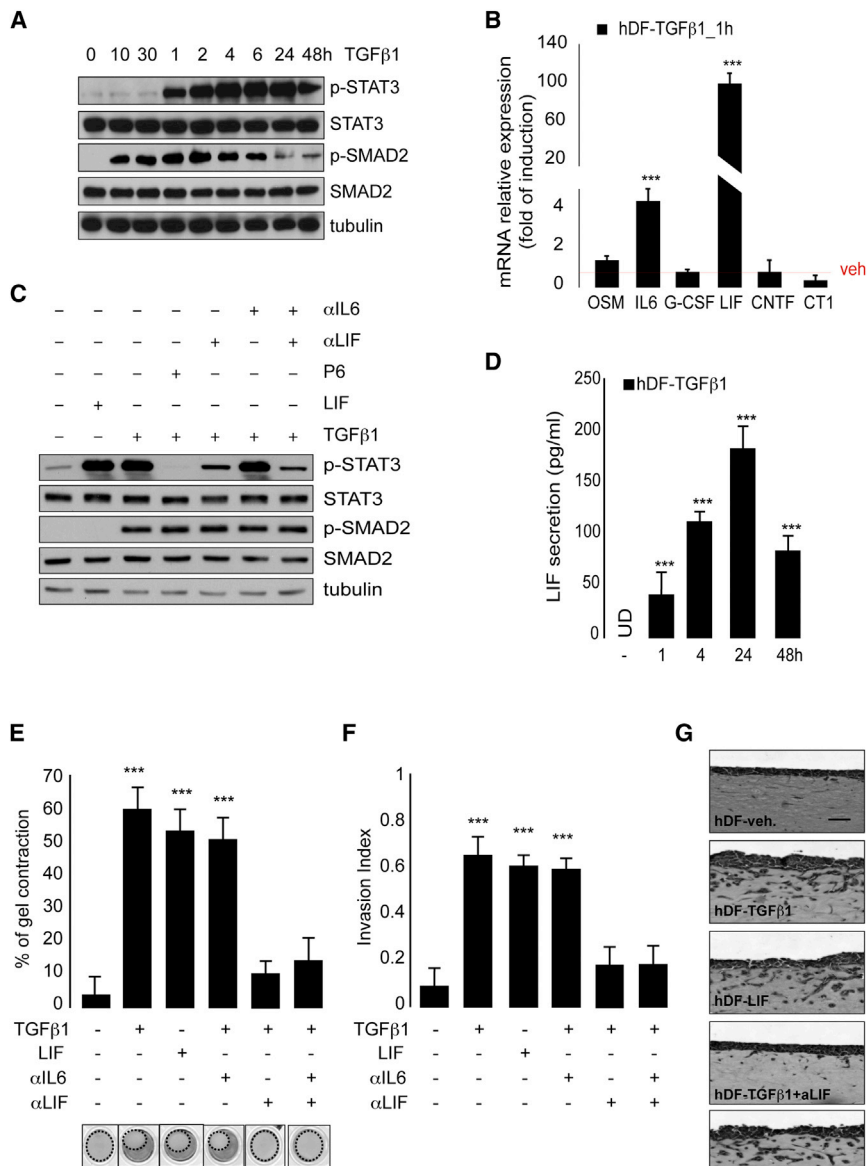 A
0 10 30 1 2 4 6 24 48h TGFβ1
p-STAT3
STAT3
p-SMAD2
SMAD2
tubulin
B
hDF-TGFβ1_1h
mRNA relative expression
(fold of induction)
140
100
60
20
4
2
0
***
***
veh
OSM IL6 G-CSF LIF CNTF CT1
C
– – – – – + + αIL6
– – – – + – + αLIF
– – – + – – – P6
– + – – – – – LIF
– – + + + + + TGFβ1
p-STAT3
STAT3
p-SMAD2
SMAD2
tubulin
D
hDF-TGFβ1
LIF secretion (pg/ml)
250
200
150
100
50
0
UD
***
***
***
***
- 1 4 24 48h
E
% of gel contraction
70
60
50
40
30
20
10
0
***
***
***
TGFβ1 - + - + + +
LIF - - + - - -
αIL6 - - - + - +
αLIF - - - - + +
F
Invasion Index
1
0.8
0.6
0.4
0.2
0
***
***
***
TGFβ1 - + - + + +
LIF - - + - - -
αIL6 - - - + - +
αLIF - - - - + +
G
hDF-veh.
hDF-TGFβ1
hDF-LIF
hDF-TGFβ1+aLIF